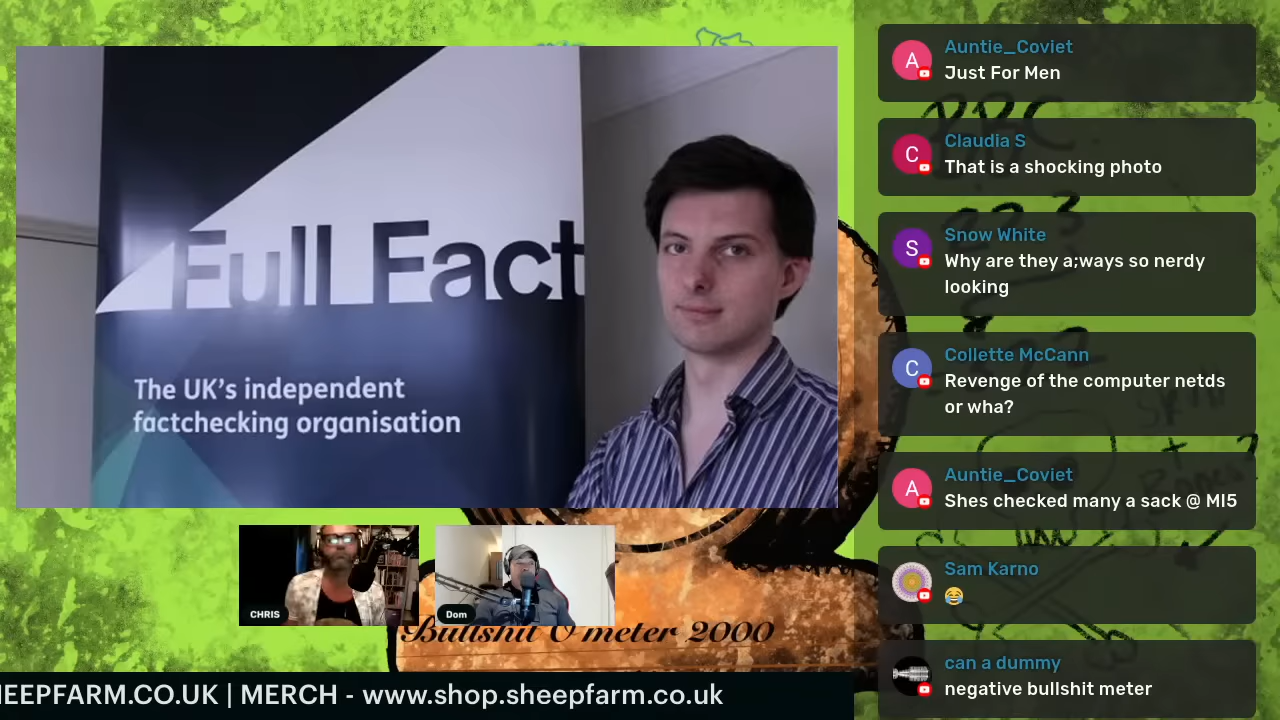 Full Fact
The UK's independent
factchecking organisation
CHRIS
Dom
Bullshit O meter 2000
HEEPFARM.CO.UK | MERCH - www.shop.sheepfarm.co.uk
A
Auntie_Coviet
Just For Men
C
Claudia S
That is a shocking photo
S
Snow White
Why are they a;ways so nerdy
looking
C
Collette McCann
Revenge of the computer netds
or wha?
A
Auntie_Coviet
Shes checked many a sack @ MI5
Sam Karno
😂
can a dummy
negative bullshit meter